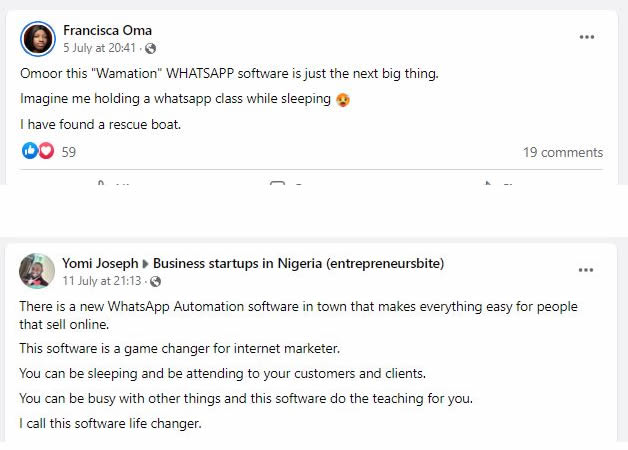 Francisca Oma
5 July at 20:41 ·
Omoor this "Wamation" WHATSAPP software is just the next big thing.
Imagine me holding a whatsapp class while sleeping 🥵
I have found a rescue boat.
59 19 comments
Yomi Joseph ▸ Business startups in Nigeria (entrepreneursbite)
11 July at 21:13 ·
There is a new WhatsApp Automation software in town that makes everything easy for people
that sell online.
This software is a game changer for internet marketer.
You can be sleeping and be attending to your customers and clients.
You can be busy with other things and this software do the teaching for you.
I call this software life changer.